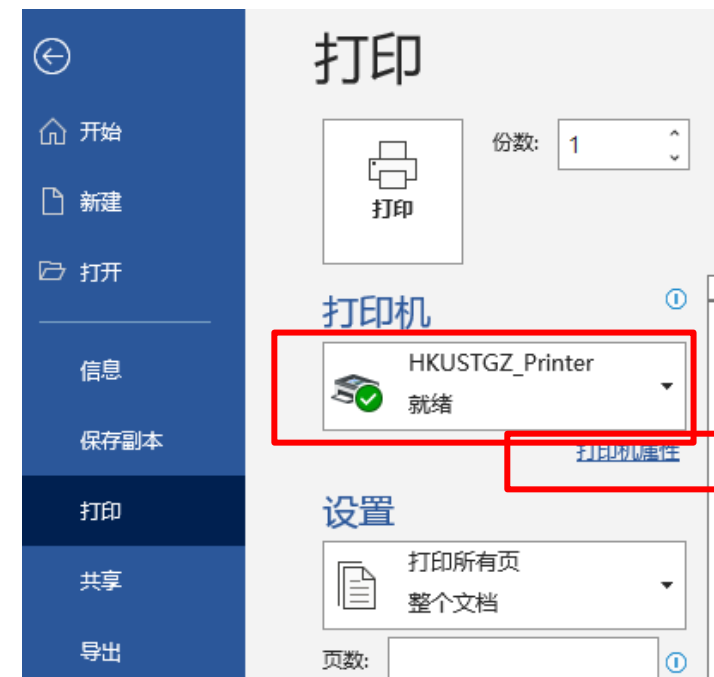 开始
新建
打开
信息
保存副本
打印
共享
导出
打印
打印
份数: 1
打印机
HKUSTGZ_Printer
就绪
打印机属性
设置
打印所有页
整个文档
页数: